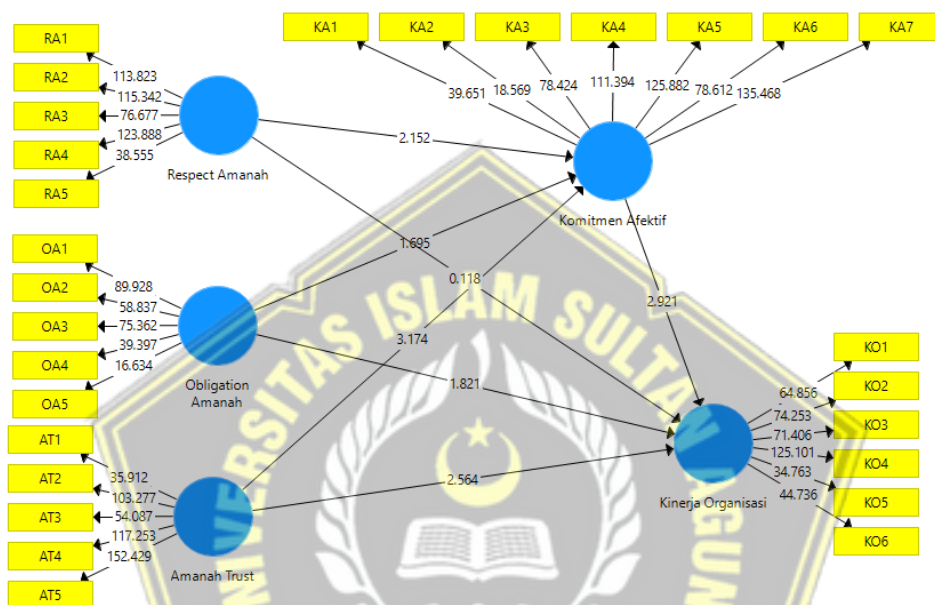 KA1 KA2 KA3 KA4 KA5 KA6 KA7
39.651 18.569 78.424 111.394 125.882 78.612 135.468
RA1
RA2
RA3
RA4
RA5
113.823
115.342
76.677
123.888
38.555
Respect Amanah
2.152
Komitmen Afektif
OA1
OA2
OA3
OA4
OA5
89.928
58.837
75.362
39.397
16.634
Obligation
Amanah
1.695
0.118
3.174
2.921
1.821
2.564
AT1
AT2
AT3
AT4
AT5
35.912
103.277
54.087
117.253
152.429
Amanah Trust
Kinerja Organisasi
KO1
KO2
KO3
KO4
KO5
KO6
64.856
74.253
71.406
125.101
34.763
44.736
UNIVERSITAS ISLAM SULTAN AGUNG